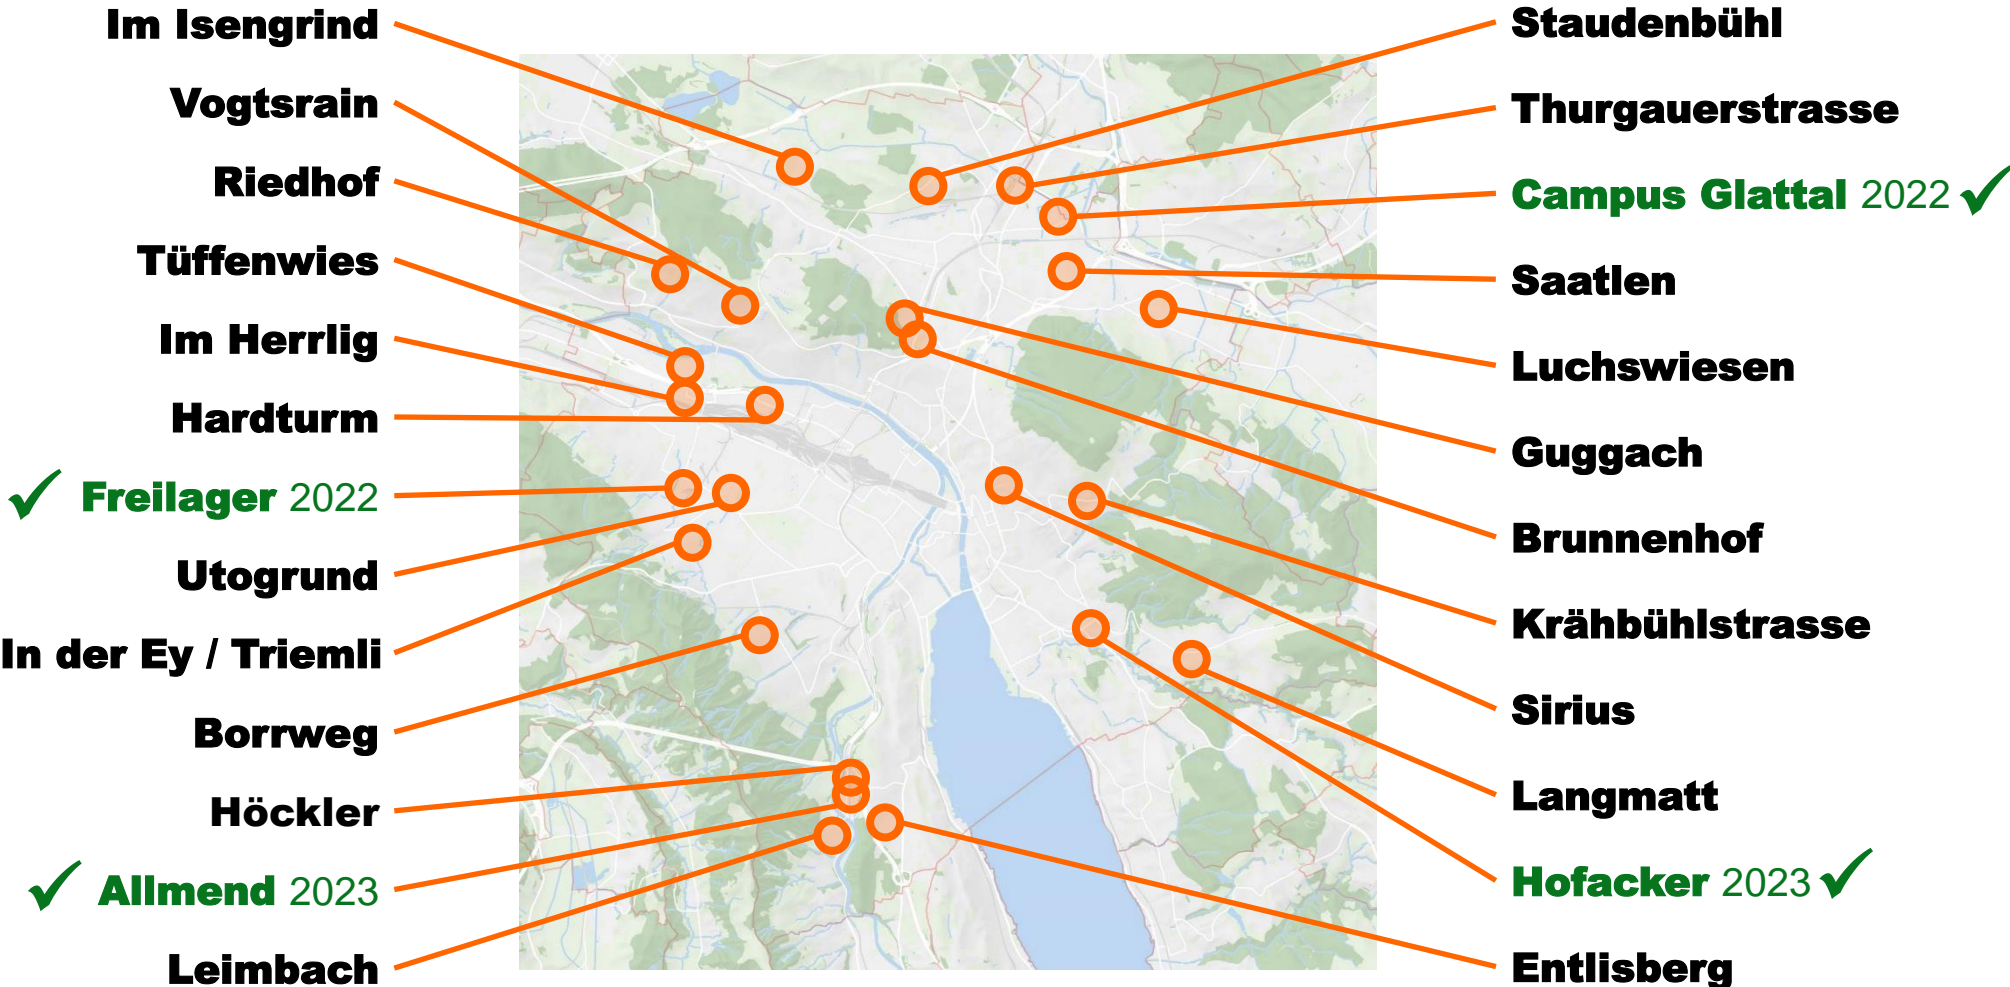 Im Isengrind
Vogtsrain
Riedhof
Tüffenwies
Im Herrlig
Hardturm
✓ Freilager 2022
Utogrund
In der Ey / Triemli
Borrweg
Höckler
✓ Allmend 2023
Leimbach
Staudenbühl
Thurgauerstrasse
Campus Glattal 2022 ✓
Saatlen
Luchswiesen
Guggach
Brunnenhof
Krähbühlstrasse
Sirius
Langmatt
Hofacker 2023 ✓
Entlisberg